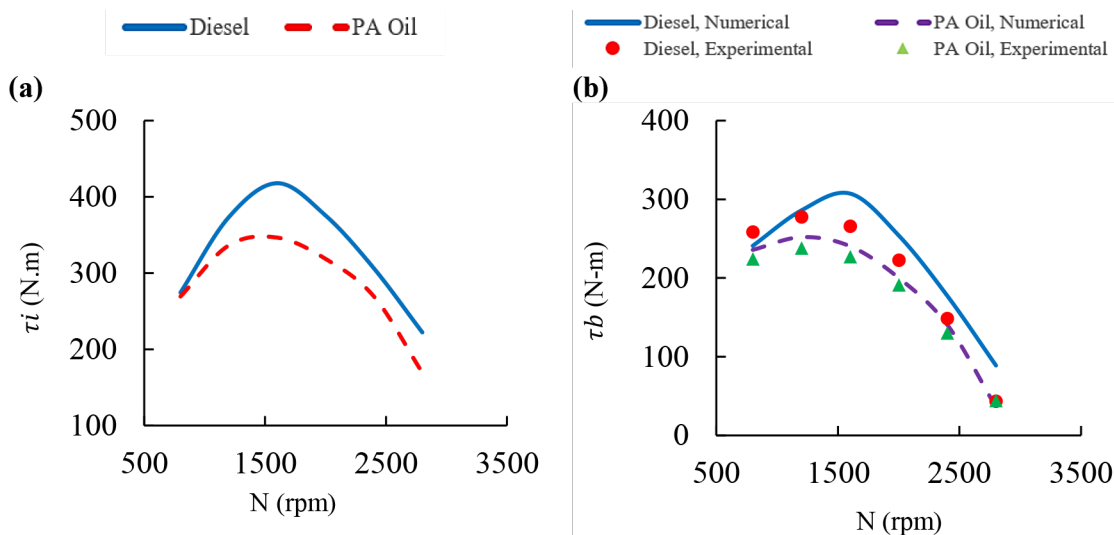 Diesel PA Oil
(a)
500
400
300
200
100
τi (N.m)
500 1500 2500 3500
N (rpm)
Diesel, Numerical PA Oil, Numerical
Diesel, Experimental PA Oil, Experimental
(b)
400
300
200
100
0
τb (N-m)
500 1500 2500 3500
N (rpm)